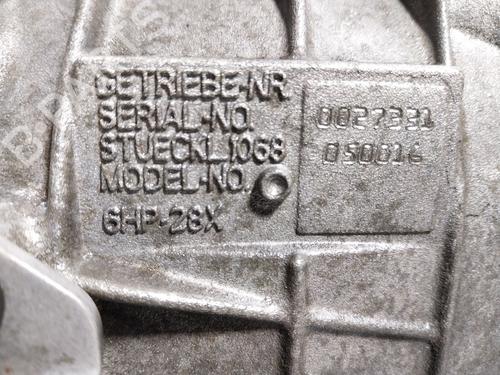 GETRIEBE-NR
SERIAL-NO. 0027331
STUECKL.1068 050016
MODEL-NO.
6HP-28X